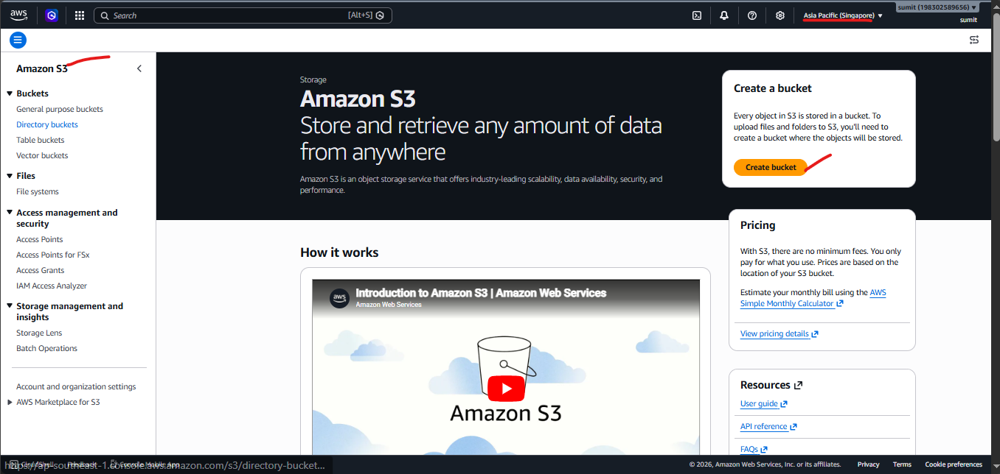 aws
Search
[Alt+S]
Asia Pacific (Singapore)
sumit (198302589656)
sumit
Amazon S3
Buckets
General purpose buckets
Directory buckets
Table buckets
Vector buckets
Files
File systems
Access management and
security
Access Points
Access Points for FSx
Access Grants
IAM Access Analyzer
Storage management and
insights
Storage Lens
Batch Operations
Account and organization settings
AWS Marketplace for S3
Storage
Amazon S3
Store and retrieve any amount of data
from anywhere
Amazon S3 is an object storage service that offers industry-leading scalability, data availability, security, and
performance.
Create a bucket
Every object in S3 is stored in a bucket. To
upload files and folders to S3, you'll need to
create a bucket where the objects will be stored.
Create bucket
How it works
aws
Introduction to Amazon S3 | Amazon Web Services
Amazon Web Services
Amazon S3
Pricing
With S3, there are no minimum fees. You only
pay for what you use. Prices are based on the
location of your S3 bucket.
Estimate your monthly bill using the AWS
Simple Monthly Calculator
View pricing details
Resources
User guide
API reference
FAQs
https://ap-southeast-1.console.aws.amazon.com/s3/directory-bucket...
CloudShell Feedback Console Mobile App
© 2026, Amazon Web Services, Inc. or its affiliates.
Privacy
Terms
Cookie preferences